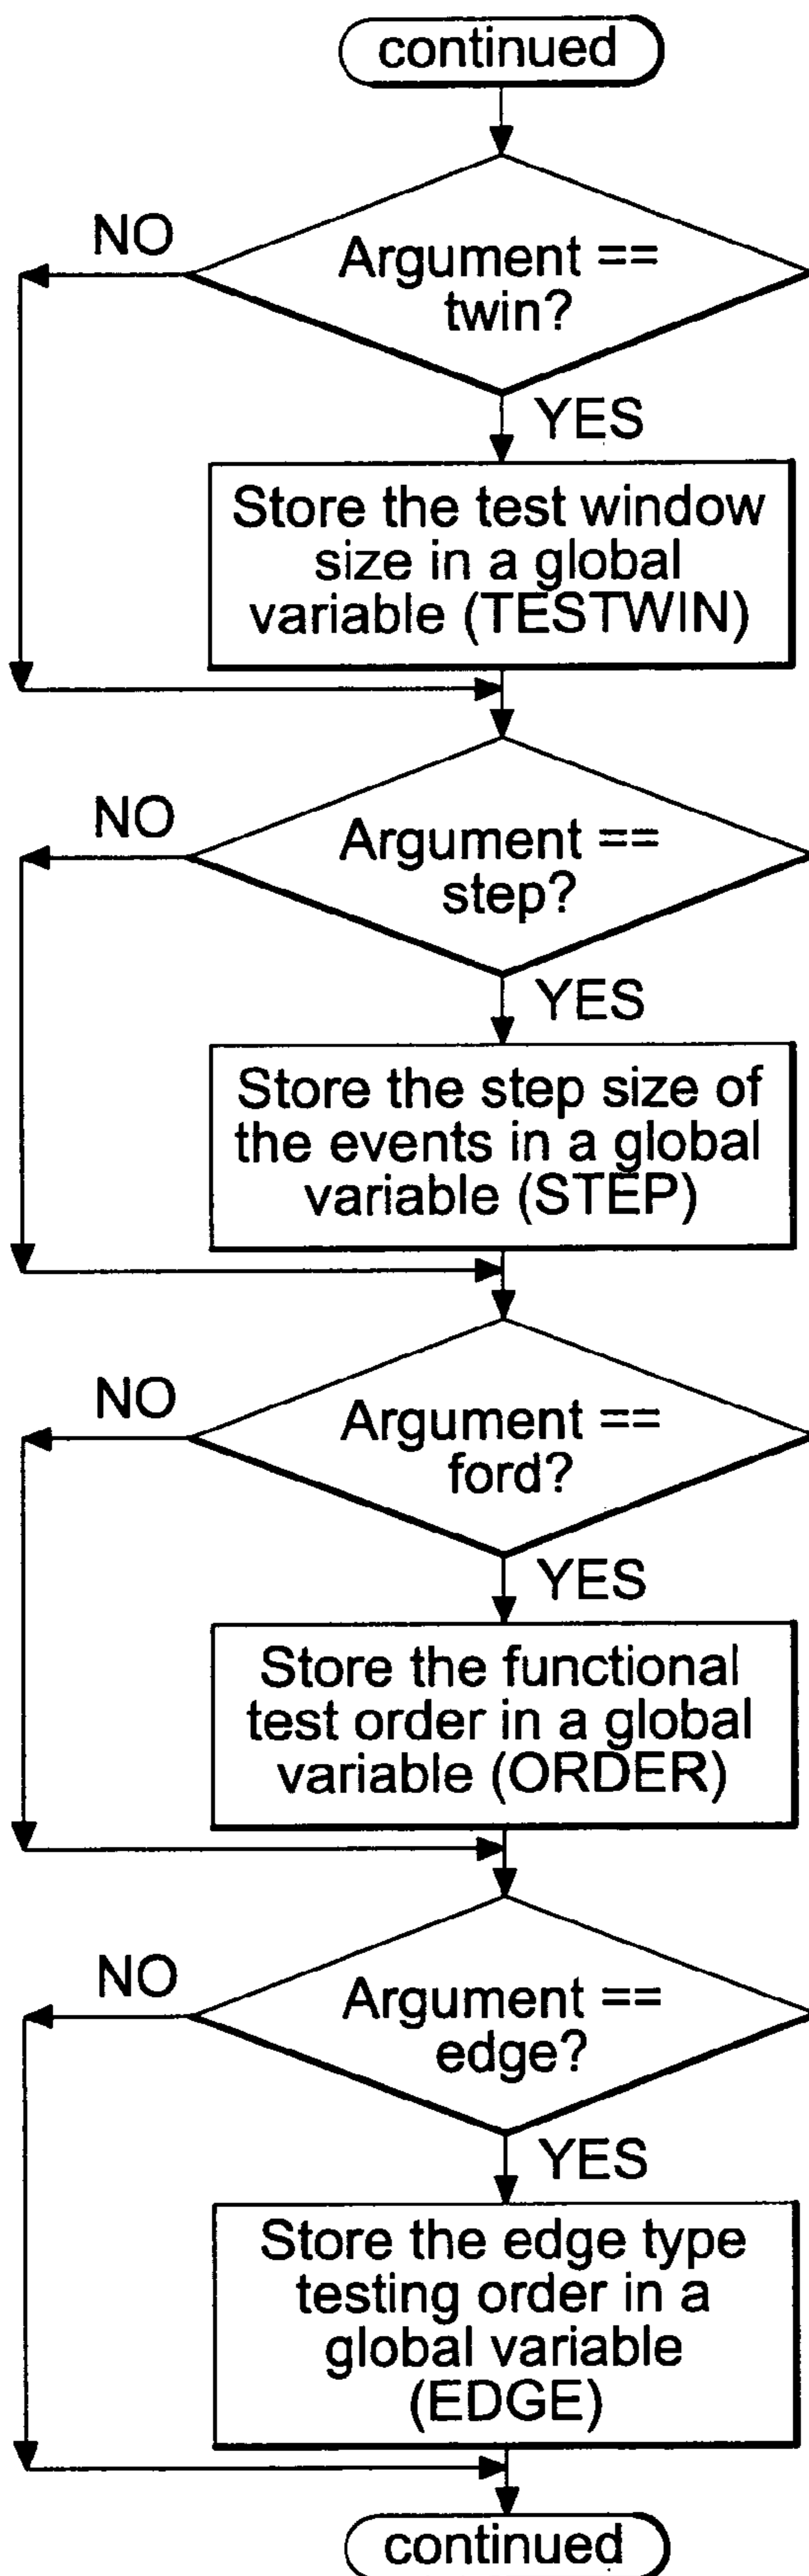 continued
NO
Argument ==
twin?
YES
Store the test window
size in a global
variable (TESTWIN)
NO
Argument ==
step?
YES
Store the step size of
the events in a global
variable (STEP)
NO
Argument ==
ford?
YES
Store the functional
test order in a global
variable (ORDER)
NO
Argument ==
edge?
YES
Store the edge type
testing order in a
global variable
(EDGE)
continued